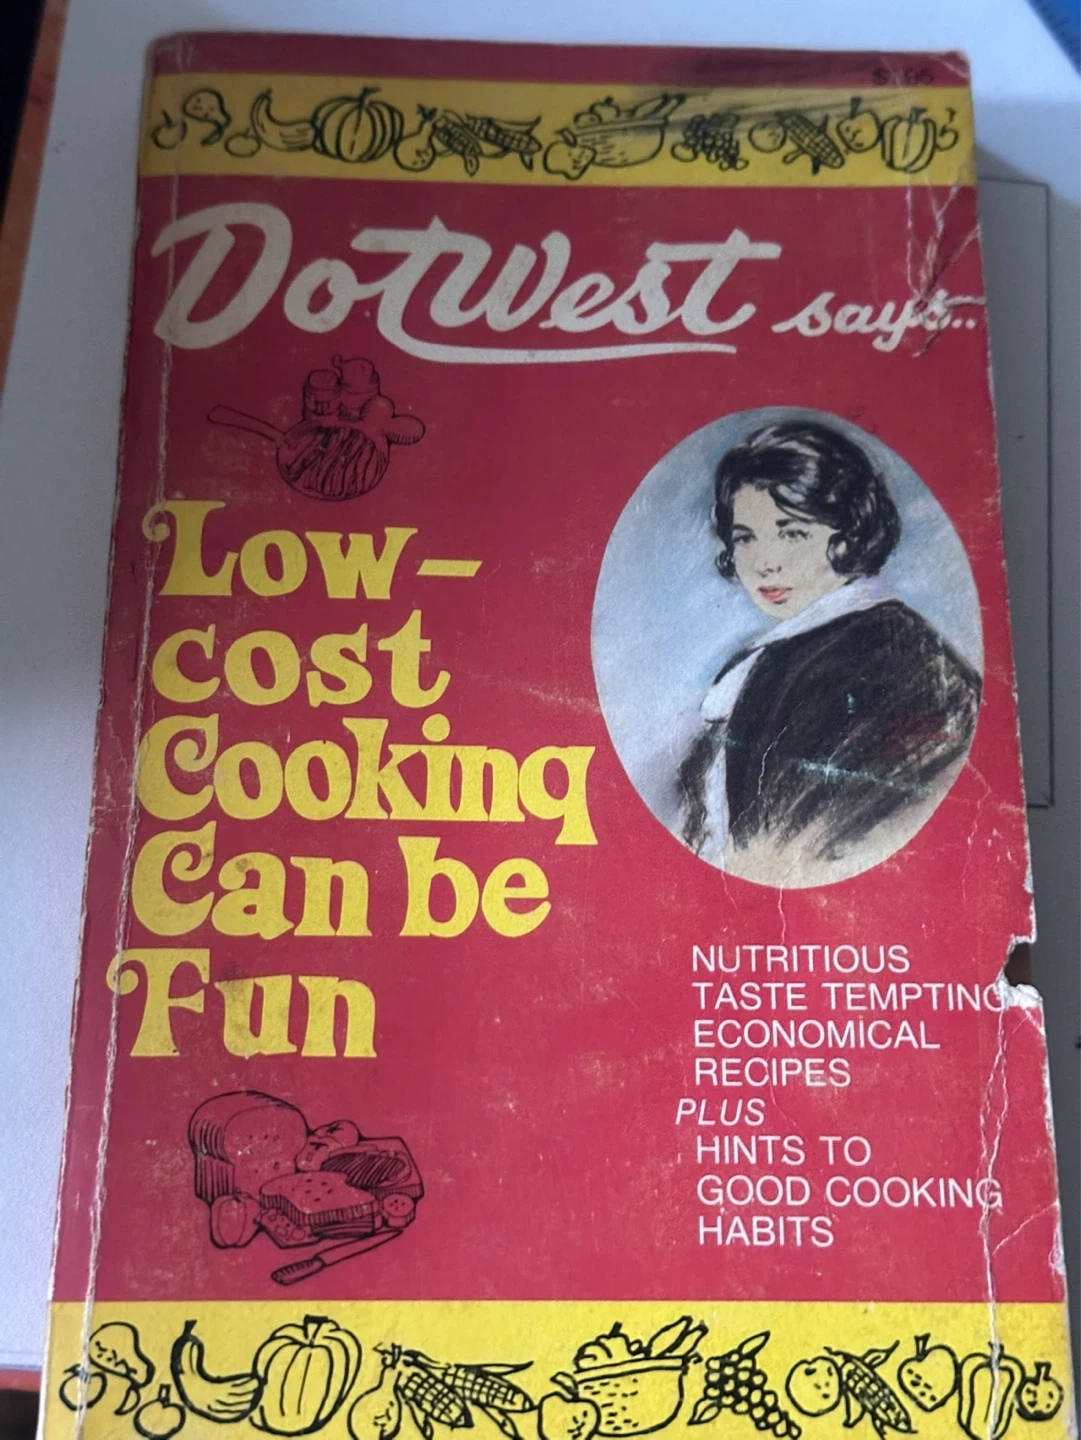 Dot West says...
Low-
cost
Cooking
Can be
Fun
NUTRITIOUS
TASTE TEMPTING
ECONOMICAL
RECIPES
PLUS
HINTS TO
GOOD COOKING
HABITS